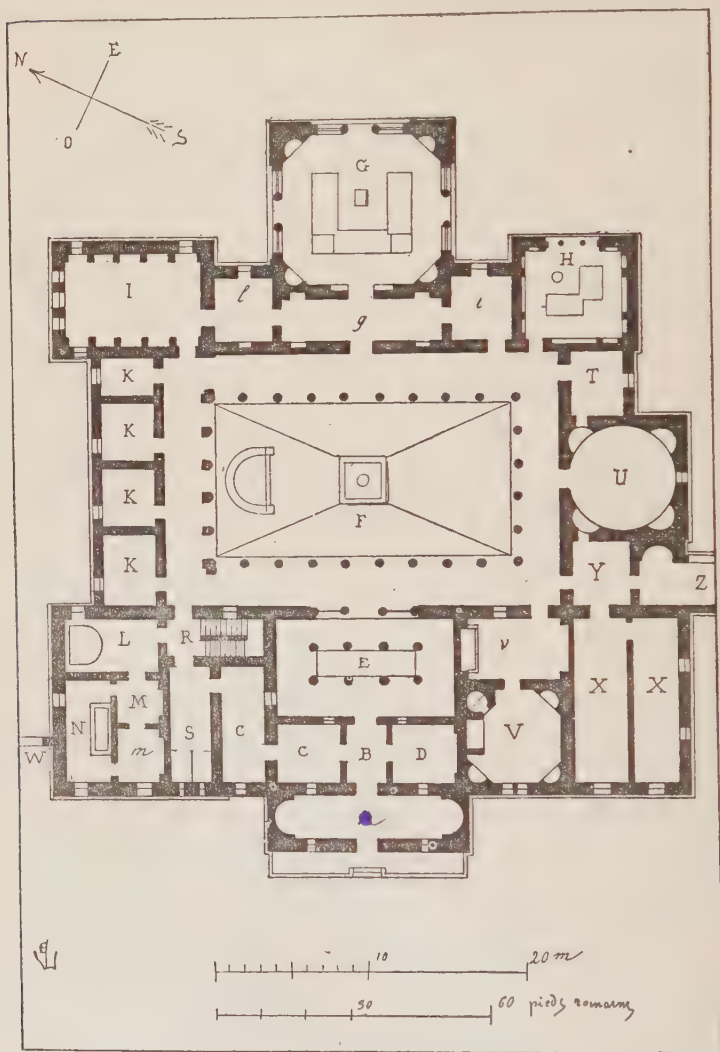 N E
O S
G
H
I l g i
K T
K
K U
F
K Y Z
L R v
E
M X X
N C V
W m S C B D
10 20 m
30 60 pieds romains